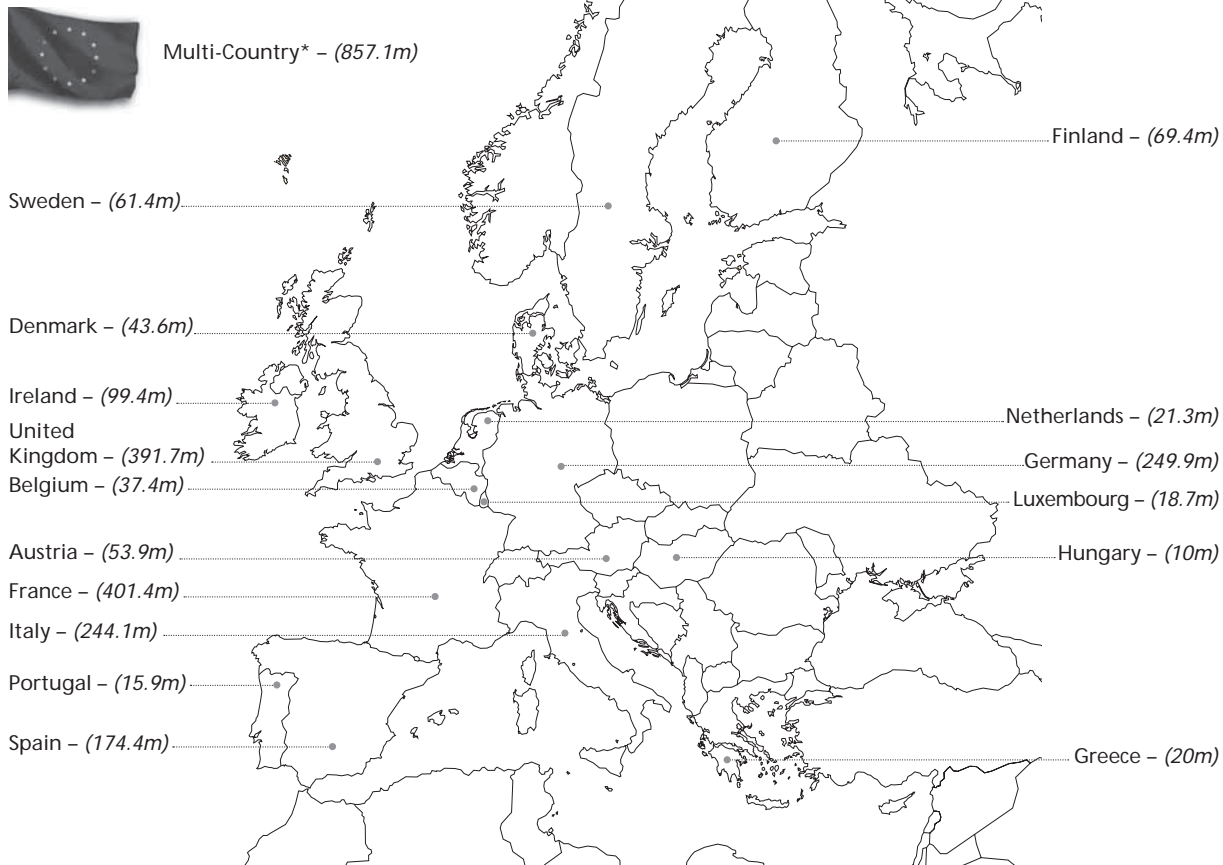 Multi-Country* – (857.1m)
Finland – (69.4m)
Sweden – (61.4m)
Denmark – (43.6m)
Ireland – (99.4m)
United
Kingdom – (391.7m)
Belgium – (37.4m)
Austria – (53.9m)
France – (401.4m)
Italy – (244.1m)
Portugal – (15.9m)
Spain – (174.4m)
Netherlands – (21.3m)
Germany – (249.9m)
Luxembourg – (18.7m)
Hungary – (10m)
Greece – (20m)